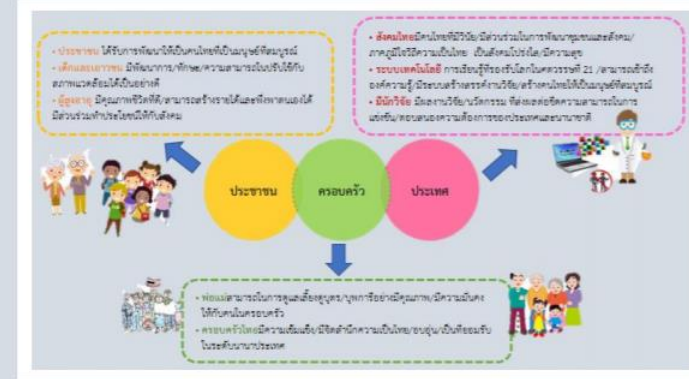 • ประชาชน ได้รับการพัฒนาให้เป็นคนไทยที่เป็นมนุษย์ที่สมบูรณ์
• เด็กและเยาวชน มีพัฒนาการ/ทักษะ/ความสามารถในปรับใช้กับ
สภาพแวดล้อมได้เป็นอย่างดี
• ผู้สูงอายุ มีคุณภาพชีวิตที่ดี/สามารถสร้างรายได้และพึ่งพาตนเองได้
มีส่วนร่วมทำประโยชน์ให้กับสังคม
• สังคมไทยมีคนไทยที่มีวินัย/มีส่วนร่วมในการพัฒนาชุมชนและสังคม/
ภาคภูมิใจวิถีความเป็นไทย เป็นสังคมโปร่งใส/มีความสุข
• ระบบเทคโนโลยี การเรียนรู้ที่รองรับโลกในศตวรรษที่ 21 /สามารถเข้าถึง
องค์ความรู้/มีระบบสร้างสรรค์งานวิจัย/สร้างคนไทยให้เป็นมนุษย์ที่สมบูรณ์
• มีนักวิจัย มีผลงานวิจัย/นวัตกรรม ที่ส่งผลต่อขีดความสามารถในการ
แข่งขัน/ตอบสนองความต้องการของประเทศและนานาชาติ
ประชาชน
ครอบครัว
ประเทศ
• พ่อแม่สามารถในการดูแลเลี้ยงดูบุตร/บุพการีอย่างมีคุณภาพ/มีความมั่นคง
ให้กับคนในครอบครัว
• ครอบครัวไทยมีความเข้มแข็ง/มีจิตสำนึกความเป็นไทย/อบอุ่น/เป็นที่ยอมรับ
ในระดับนานาประเทศ